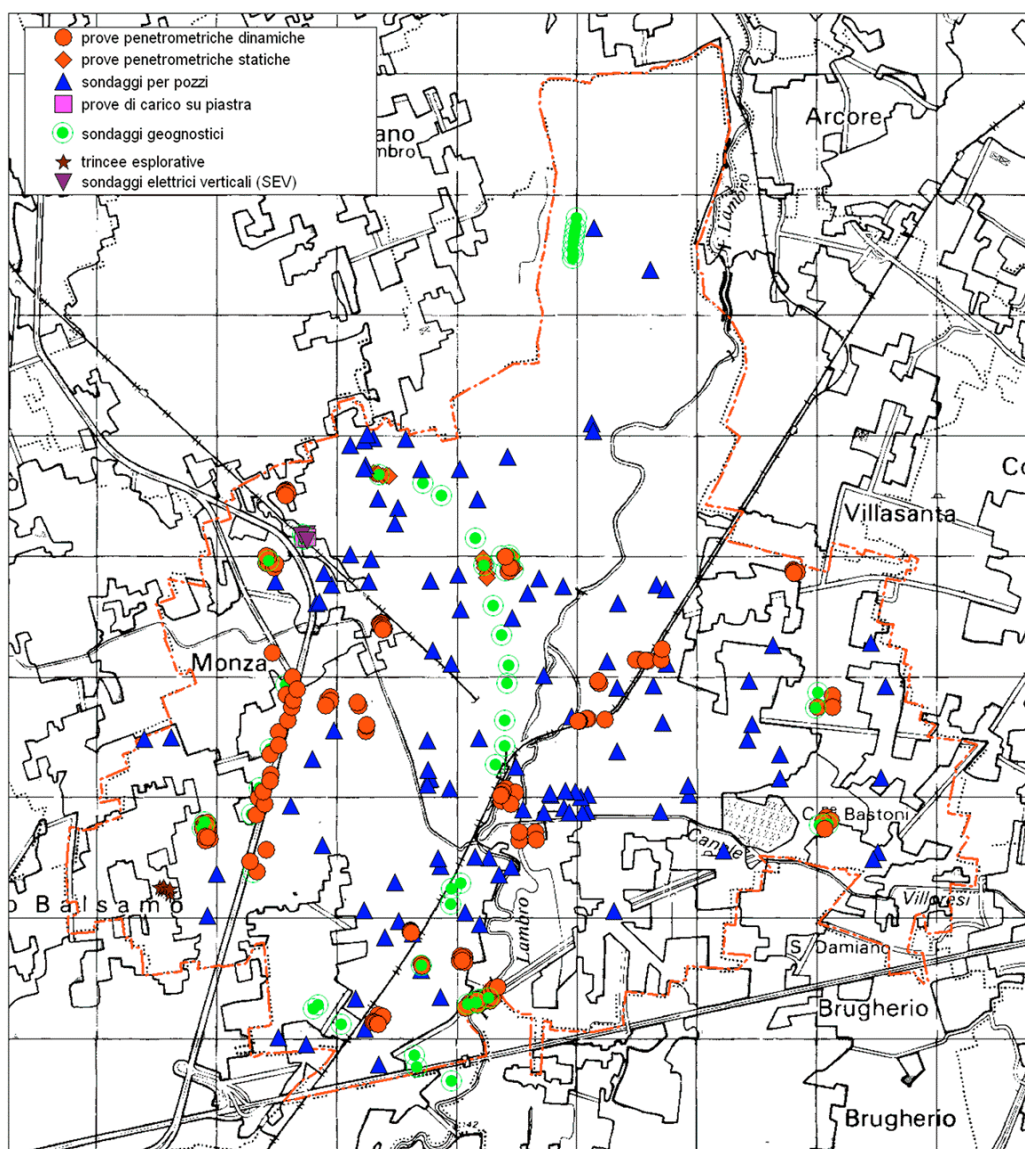 prove penetrometriche dinamiche
prove penetrometriche statiche
sondaggi per pozzi
prove di carico su piastra
sondaggi geognostici
trincee esplorative
sondaggi elettrici verticali (SEV)
Arcore
ano
mbro
Lambro
Co
Villasanta
Monza
Bastoni
Canale
o Balsamo
Villoresi
Lambro
S. Damiano
Brugherio
Brugherio